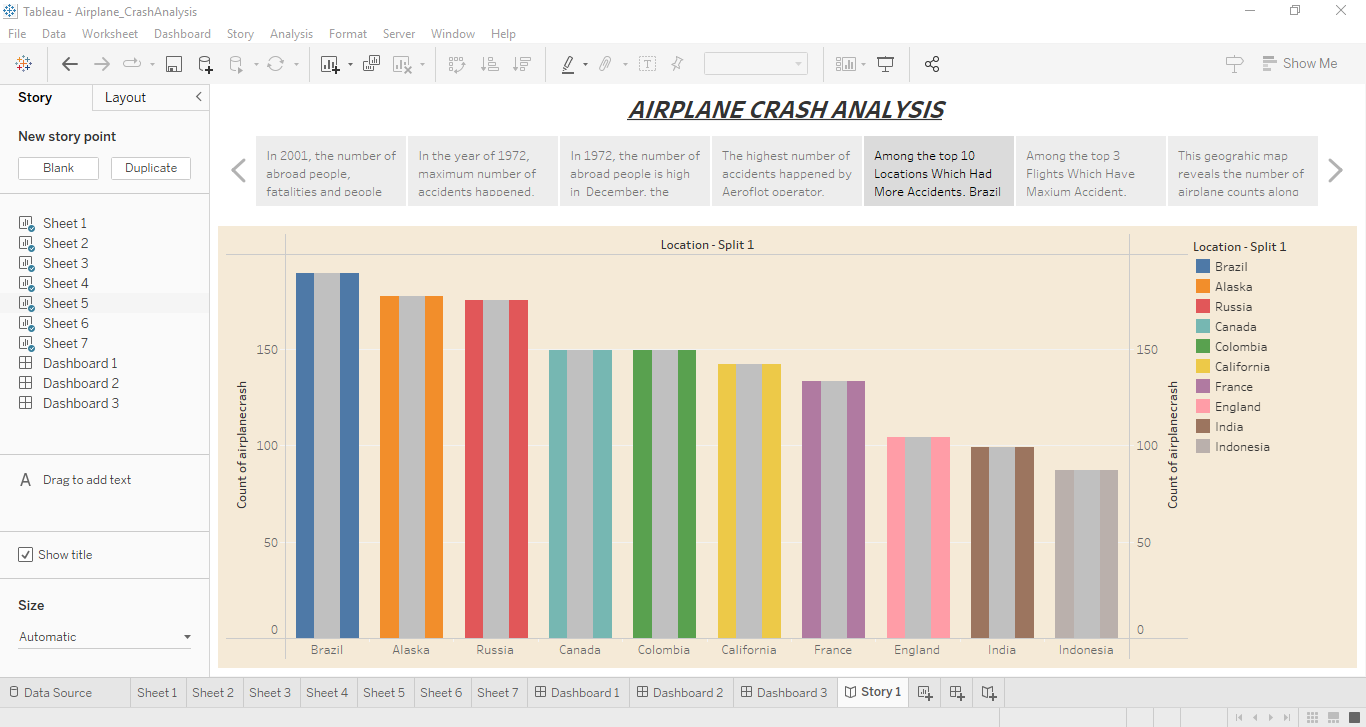 Tableau - Airplane_CrashAnalysis
File Data Worksheet Dashboard Story Analysis Format Server Window Help
Show Me
Story
Layout
New story point
Blank
Duplicate
Sheet 1
Sheet 2
Sheet 3
Sheet 4
Sheet 5
Sheet 6
Sheet 7
Dashboard 1
Dashboard 2
Dashboard 3
A Drag to add text
Show title
Size
Automatic
AIRPLANE CRASH ANALYSIS
In 2001, the number of
abroad people,
fatalities and people
In the year of 1972,
maximum number of
accidents happened.
In 1972, the number of
abroad people is high
in December, the
The highest number of
accidents happened by
Aeroflot operator.
Among the top 10
Locations Which Had
More Accidents. Brazil
Among the top 3
Flights Which Have
Maxium Accident.
This geograhic map
reveals the number of
airplane counts along
Location - Split 1
Count of airplanecrash
150
100
50
0
Brazil Alaska Russia Canada Colombia California France England India Indonesia
150
100
50
0
Count of airplanecrash
Location - Split 1
Brazil
Alaska
Russia
Canada
Colombia
California
France
England
India
Indonesia
Data Source Sheet 1 Sheet 2 Sheet 3 Sheet 4 Sheet 5 Sheet 6 Sheet 7 Dashboard 1 Dashboard 2 Dashboard 3 Story 1